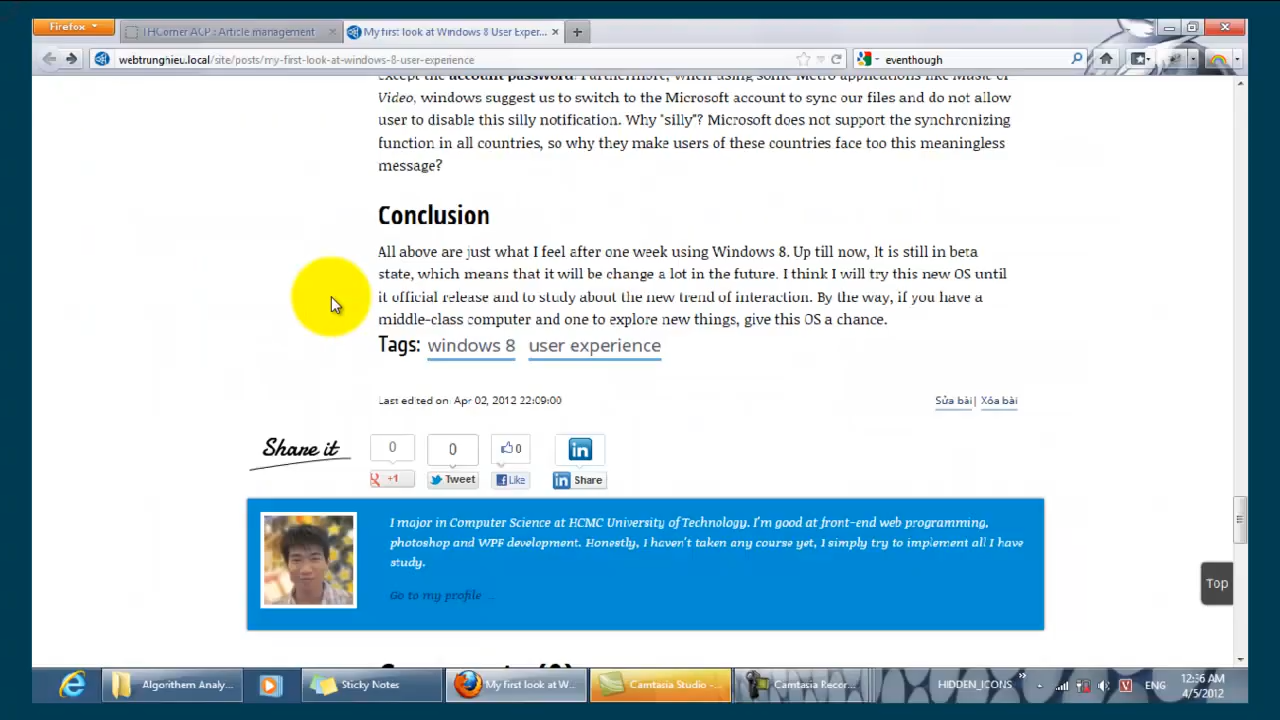 Firefox
THCorner ACP : Article management
My first look at Windows 8 User Exper...
webtrunghieu.local/site/posts/my-first-look-at-windows-8-user-experience
eventhough
except the account password. Furthermore, when using some Metro applications like Music or
Video, windows suggest us to switch to the Microsoft account to sync our files and do not allow
user to disable this silly notification. Why "silly"? Microsoft does not support the synchronizing
function in all countries, so why they make users of these countries face too this meaningless
message?
Conclusion
All above are just what I feel after one week using Windows 8. Up till now, It is still in beta
state, which means that it will be change a lot in the future. I think I will try this new OS until
it official release and to study about the new trend of interaction. By the way, if you have a
middle-class computer and one to explore new things, give this OS a chance.
Tags: windows 8 user experience
Last edited on: Apr 02, 2012 22:09:00
Sửa bài | Xóa bài
Share it
0 0 0 in
+1 Tweet Like in Share
I major in Computer Science at HCMC University of Technology. I'm good at front-end web programming,
photoshop and WPF development. Honestly, I haven't taken any course yet, I simply try to implement all I have
study.
Go to my profile ...
Top
Algorithem Analy...
Sticky Notes
My first look at W...
Camtasia Studio -...
Camtasia Recor...
HIDDEN_ICONS
V
ENG
12:36 AM
4/5/2012